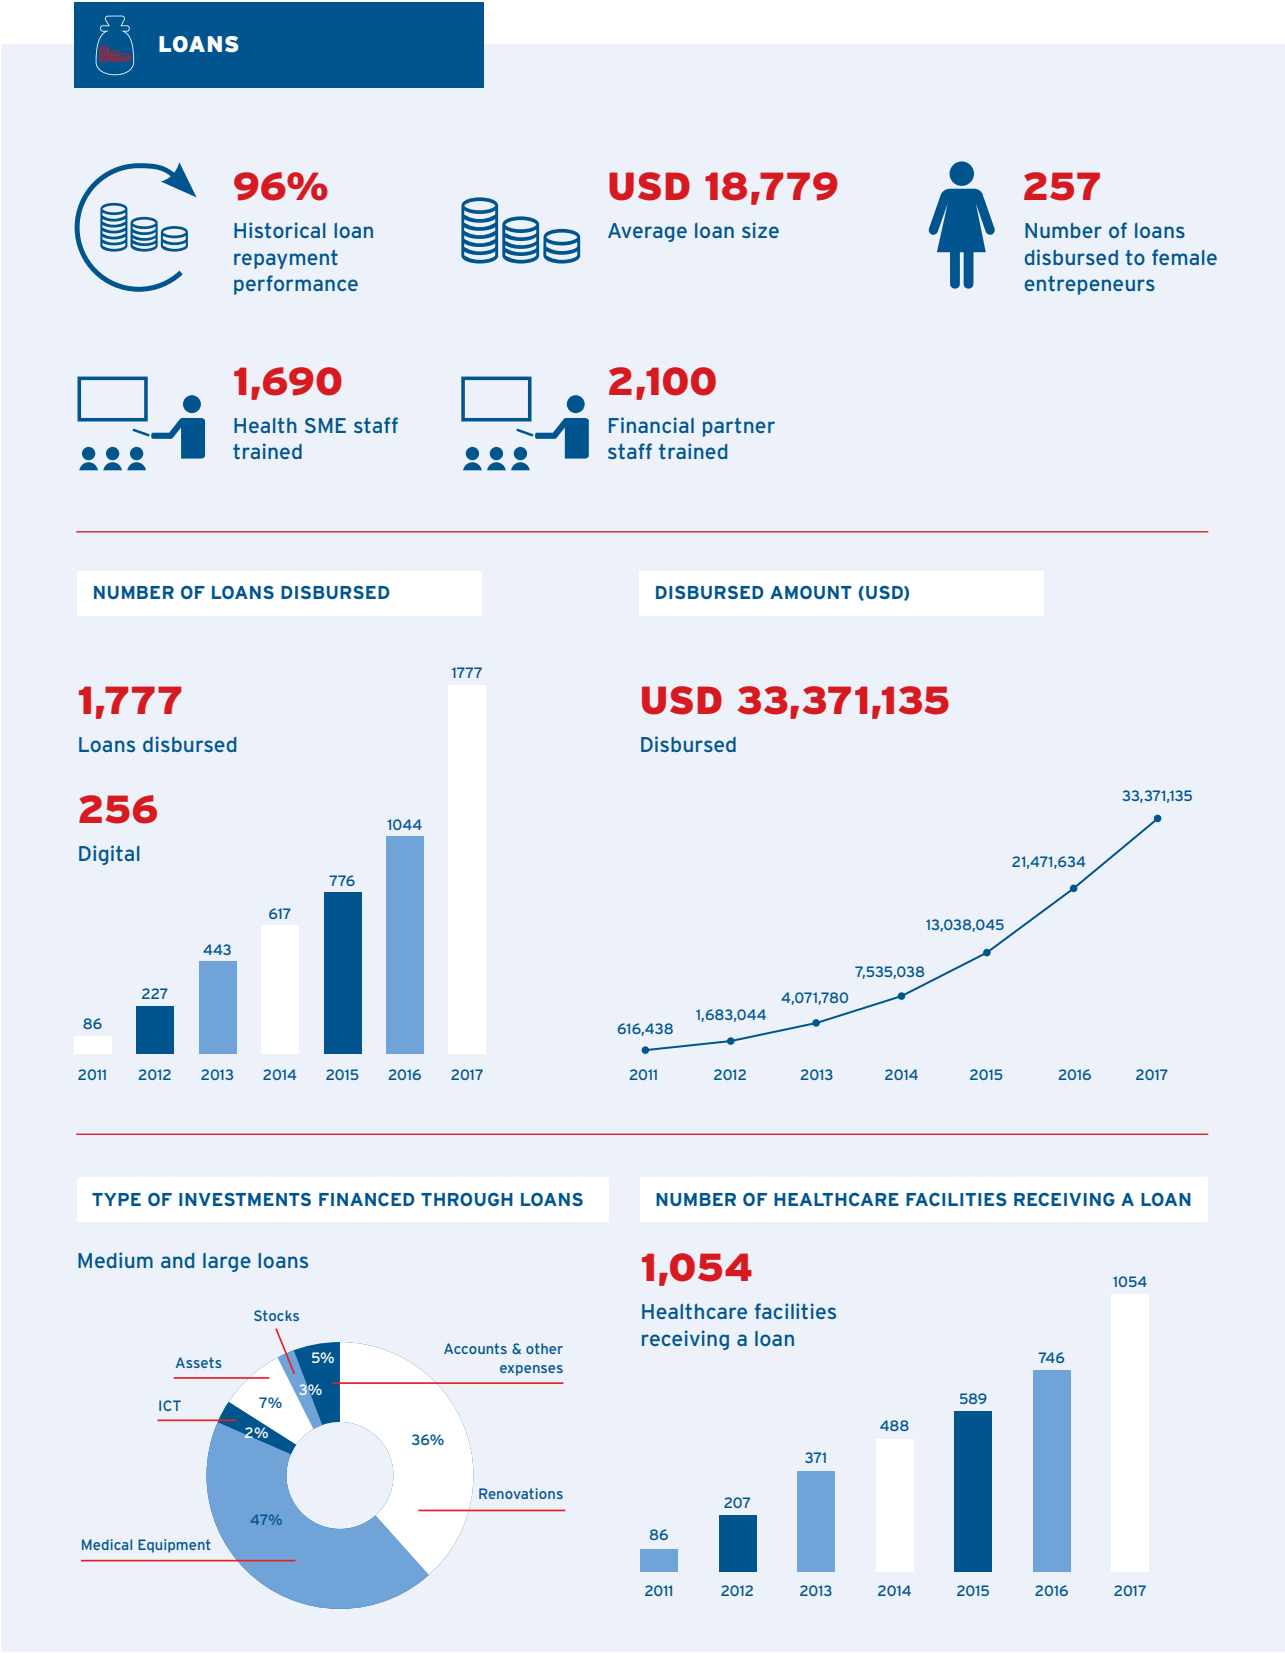 LOANS
96%
Historical loan
repayment
performance
USD 18,779
Average loan size
257
Number of loans
disbursed to female
entrepeneurs
1,690
Health SME staff
trained
2,100
Financial partner
staff trained
NUMBER OF LOANS DISBURSED
1,777
Loans disbursed
256
Digital
86
227
443
617
776
1044
1777
2011 2012 2013 2014 2015 2016 2017
DISBURSED AMOUNT (USD)
USD 33,371,135
Disbursed
616,438
1,683,044
4,071,780
7,535,038
13,038,045
21,471,634
33,371,135
2011 2012 2013 2014 2015 2016 2017
TYPE OF INVESTMENTS FINANCED THROUGH LOANS
Medium and large loans
Stocks
Assets
ICT
Medical Equipment
Accounts & other
expenses
Renovations
5%
3%
7%
2%
36%
47%
NUMBER OF HEALTHCARE FACILITIES RECEIVING A LOAN
1,054
Healthcare facilities
receiving a loan
86
207
371
488
589
746
1054
2011 2012 2013 2014 2015 2016 2017